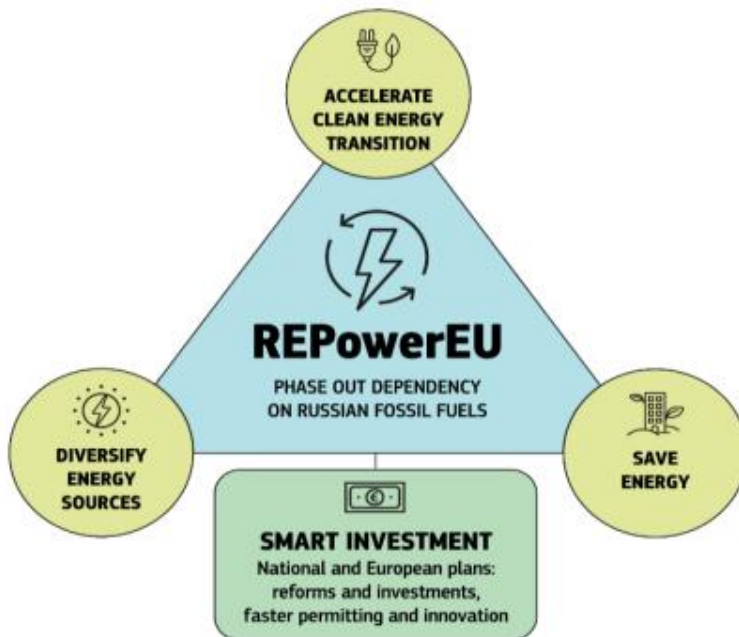 ACCELERATE
CLEAN ENERGY
TRANSITION
REPowerEU
PHASE OUT DEPENDENCY
ON RUSSIAN FOSSIL FUELS
DIVERSIFY
ENERGY
SOURCES
SAVE
ENERGY
€
SMART INVESTMENT
National and European plans:
reforms and investments,
faster permitting and innovation